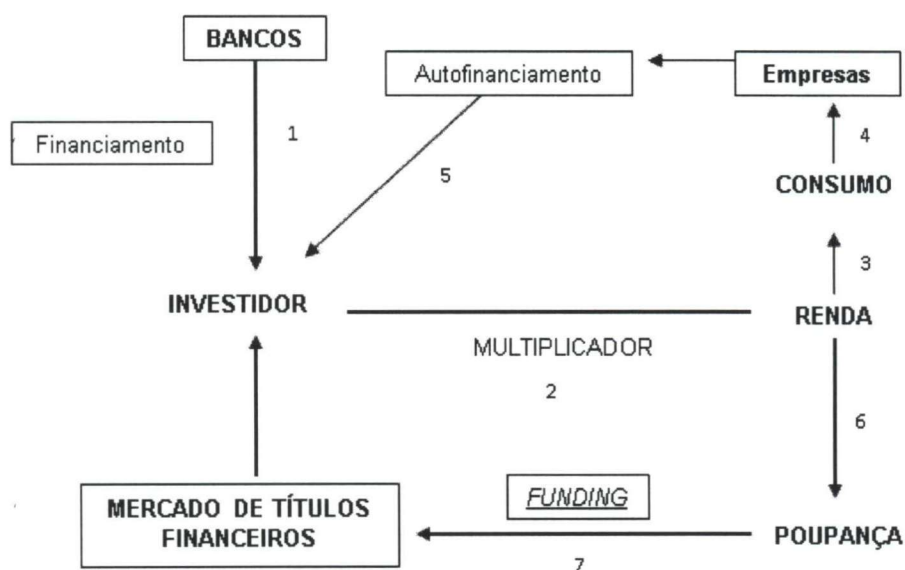 BANCOS
Autofinanciamento
Empresas
Financiamento
1
4
5
CONSUMO
3
INVESTIDOR
RENDA
MULTIPLICADOR
2
6
MERCADO DE TÍTULOS
FINANCEIROS
FUNDING
POUPANÇA
7